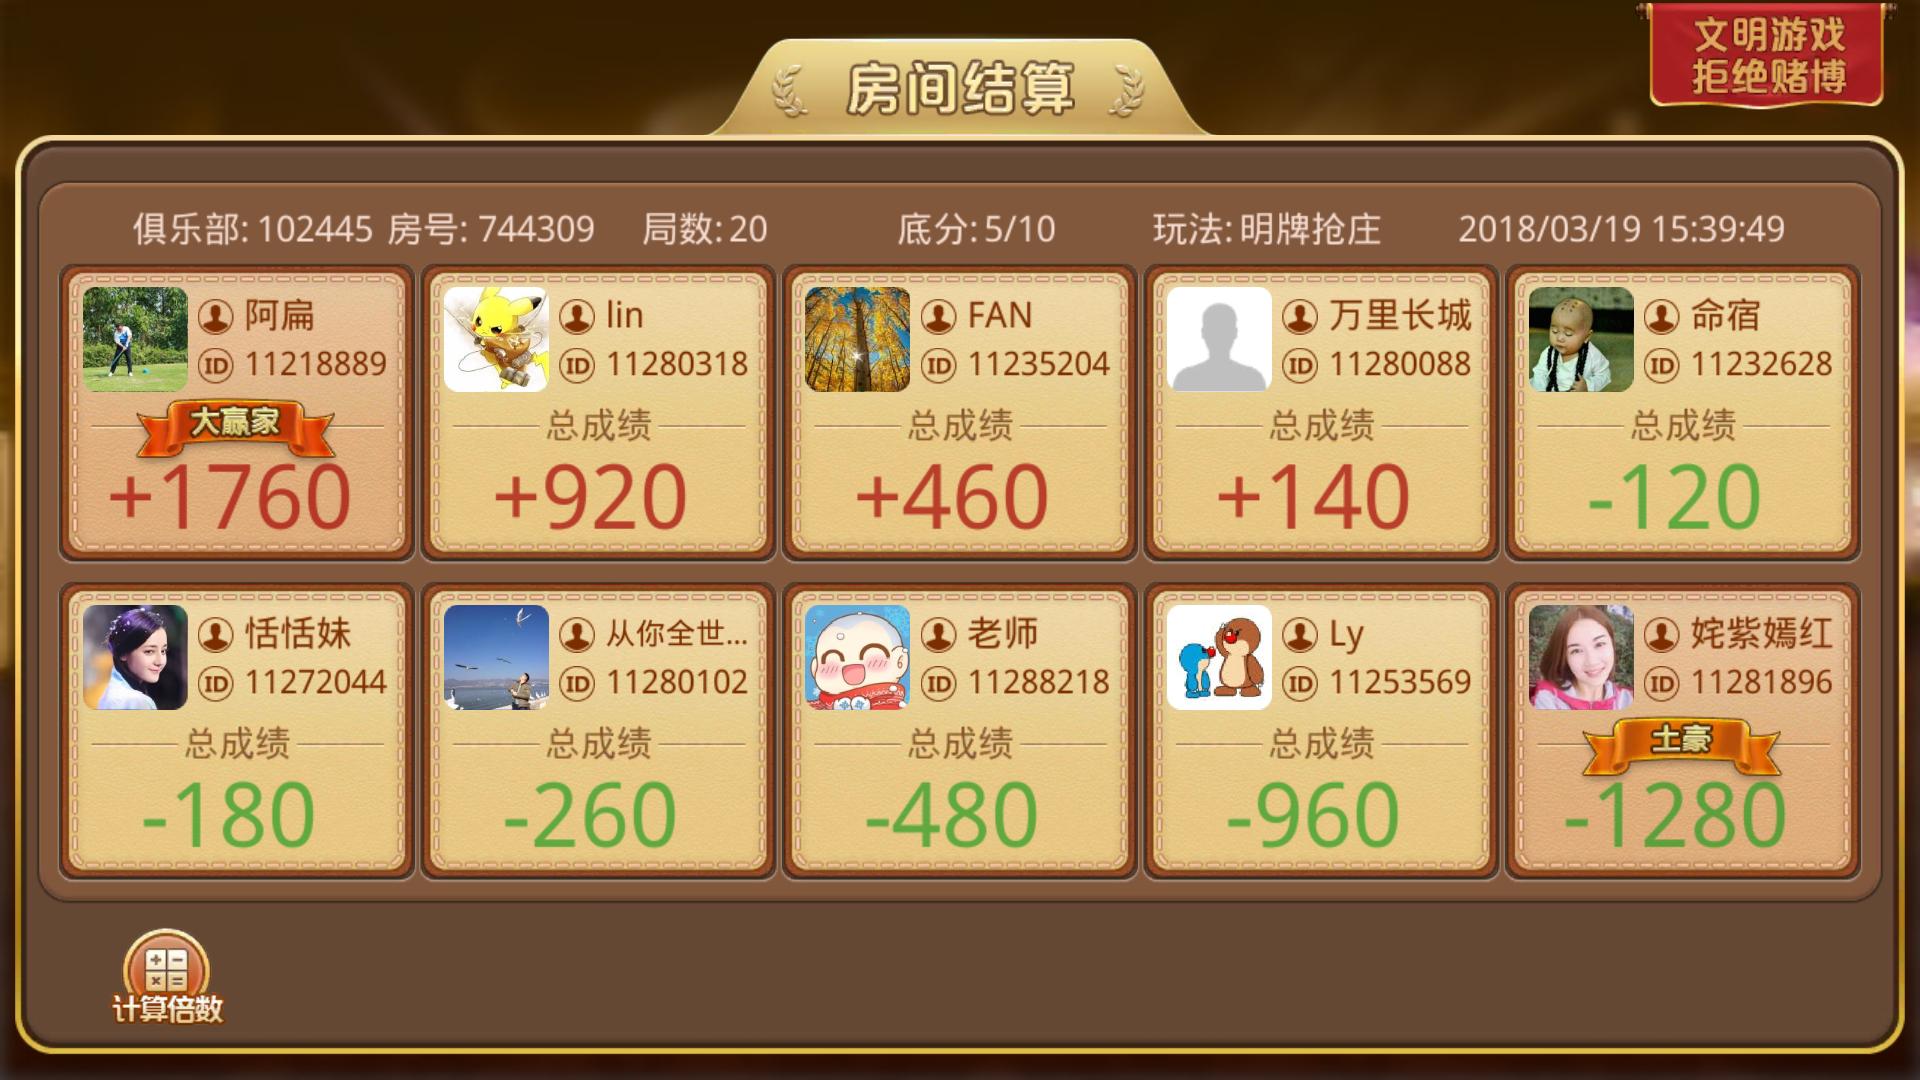 文明游戏
拒绝赌博
房间结算
俱乐部: 102445 房号: 744309 局数: 20 底分: 5/10 玩法: 明牌抢庄 2018/03/19 15:39:49
阿扁
ID 11218889
大赢家
+1760
lin
ID 11280318
总成绩
+920
FAN
ID 11235204
总成绩
+460
万里长城
ID 11280088
总成绩
+140
命宿
ID 11232628
总成绩
-120
恬恬妹
ID 11272044
总成绩
-180
从你全世...
ID 11280102
总成绩
-260
老师
ID 11288218
总成绩
-480
Ly
ID 11253569
总成绩
-960
姹紫嫣红
ID 11281896
土豪
-1280
计算倍数